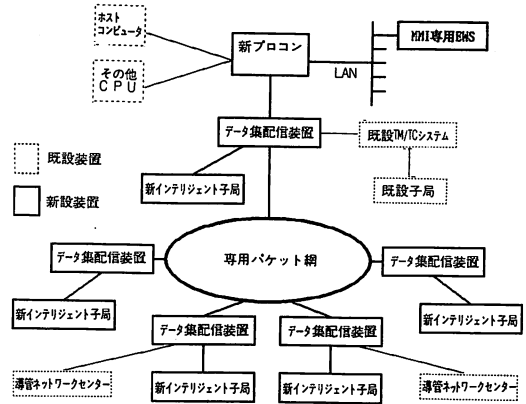 ホスト
コンピュータ
新プロコン
MMI専用EWS
その他
CPU
LAN
データ集配信装置
既設TM/TCシステム
既設装置
新インテリジェント子局
既設子局
新設装置
専用パケット網
データ集配信装置
データ集配信装置
新インテリジェント子局
新インテリジェント子局
データ集配信装置
データ集配信装置
導管ネットワークセンター
新インテリジェント子局
新インテリジェント子局
導管ネットワークセンター